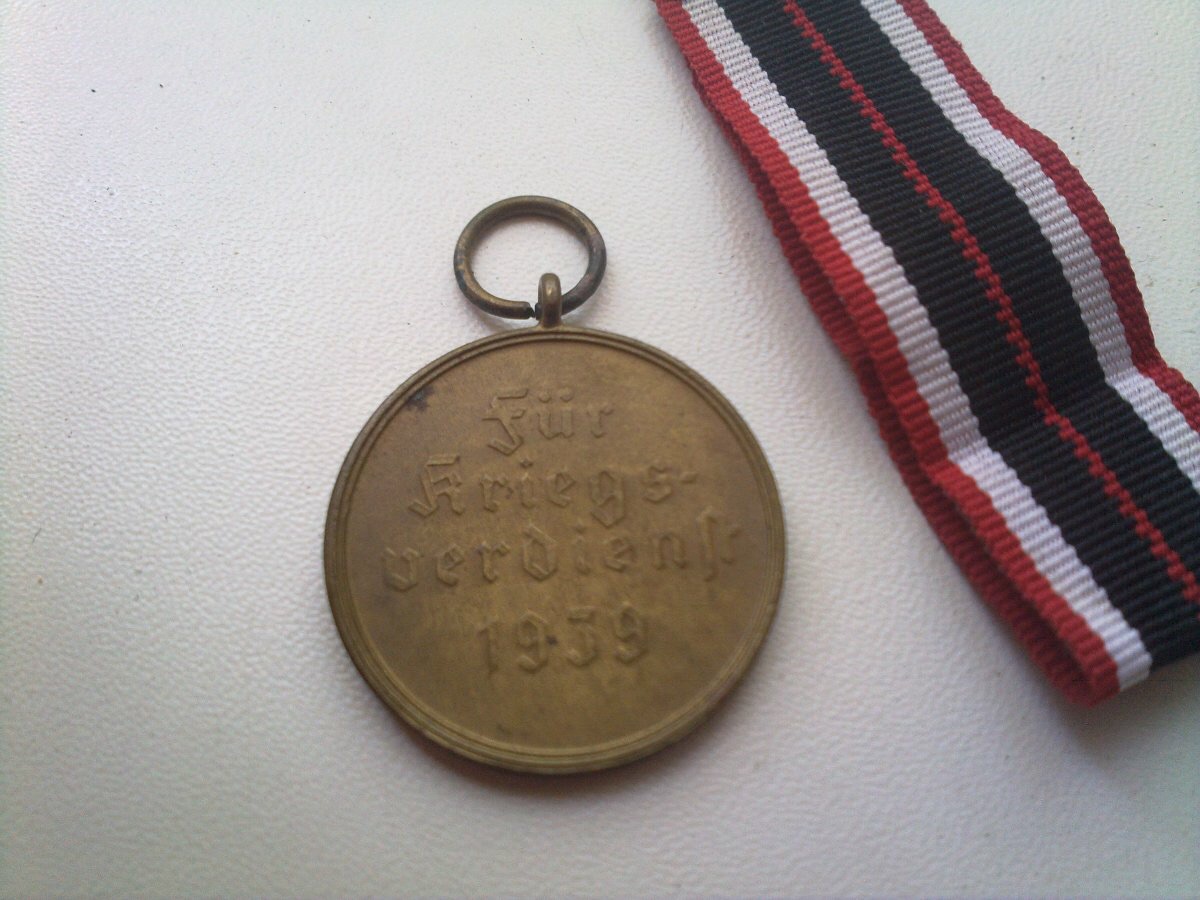 Für
Kriegs-
verdienst
1939